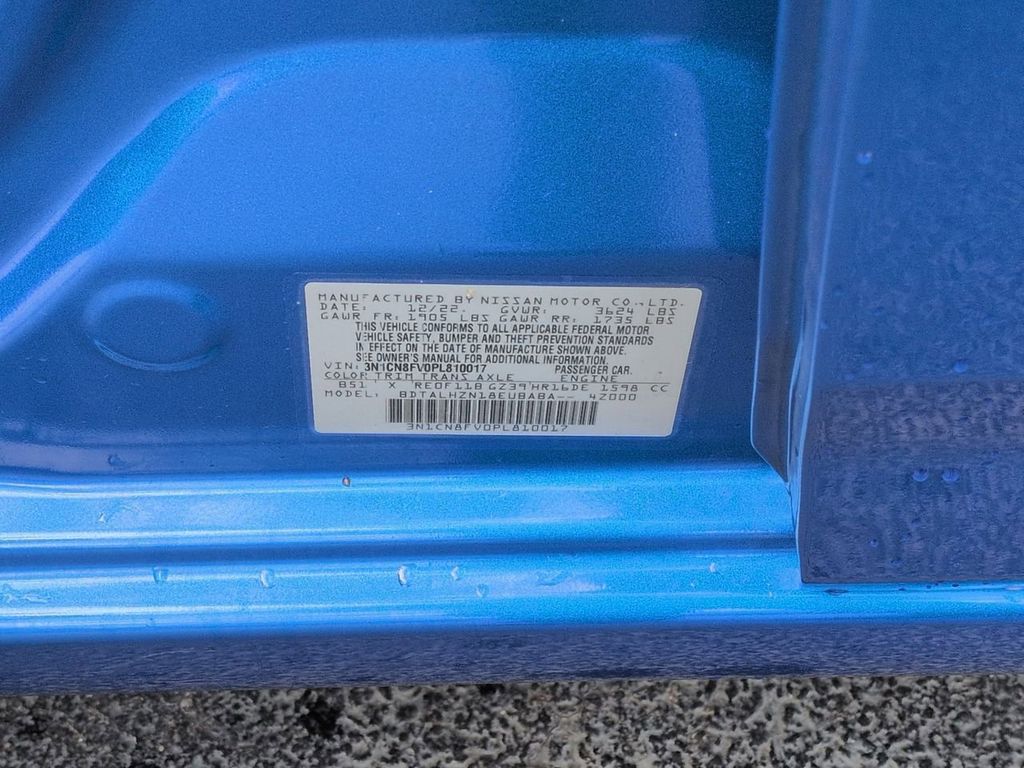 MANUFACTURED BY NISSAN MOTOR CO.,LTD.
DATE: 12/22. GVWR: 3624 LBS
GAWR FR: 1905 LBS GAWR RR: 1735 LBS
THIS VEHICLE CONFORMS TO ALL APPLICABLE FEDERAL MOTOR
VEHICLE SAFETY, BUMPER AND THEFT PREVENTION STANDARDS
IN EFFECT ON THE DATE OF MANUFACTURE SHOWN ABOVE.
SEE OWNER'S MANUAL FOR ADDITIONAL INFORMATION.
VIN: 3N1CN8FV0PL810017 PASSENGER CAR.
COLOR TRIM TRANS AXLE ENGINE
B51 X RE0F11B GZ39 HR16DE 1598 CC
MODEL: BDTALHZN18EUBABA-- 4Z000
3N1CN8FV0PL810017